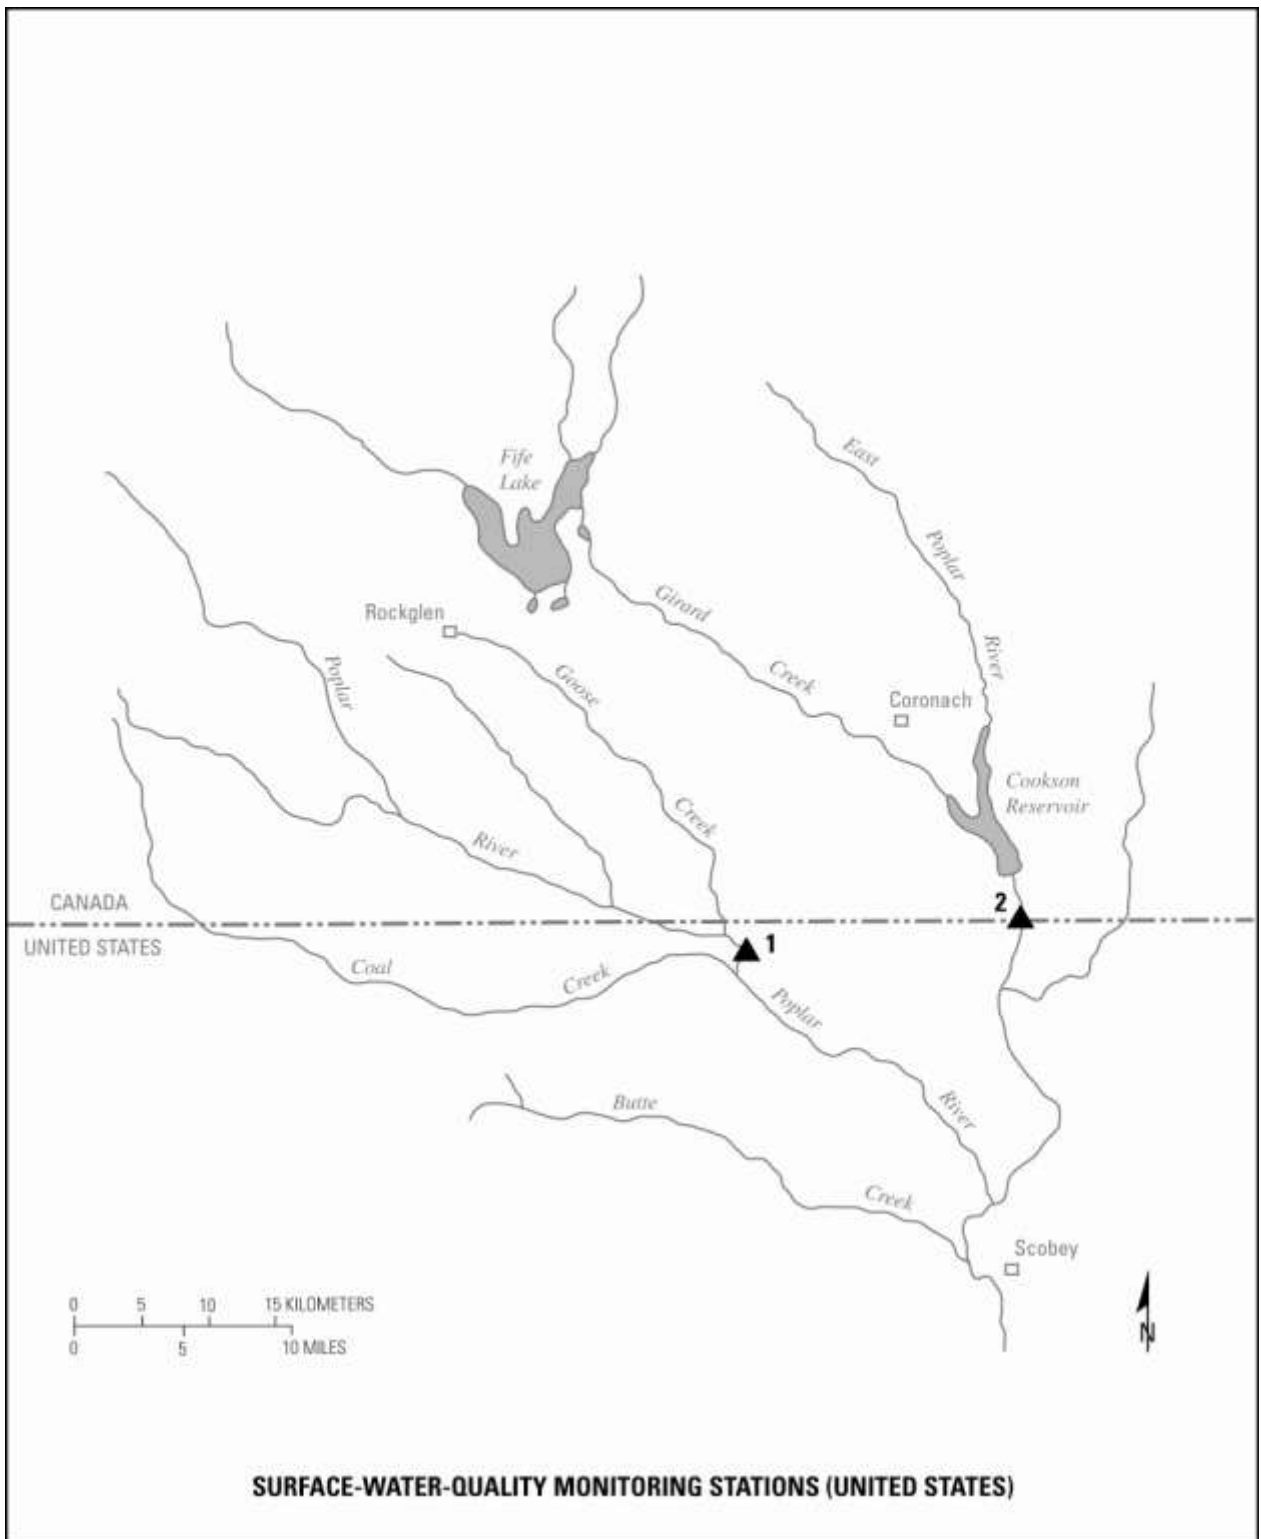 East
Fife
Lake
Poplar
Girard
Rockglen
River
Poplar
Goose
Creek
Coronach
Cookson
Reservoir
Creek
River
CANADA
2
UNITED STATES
1
Coal
Creek
Poplar
Butte
River
Creek
Scobey
0 5 10 15 KILOMETERS
0 5 10 MILES
N
SURFACE-WATER-QUALITY MONITORING STATIONS (UNITED STATES)